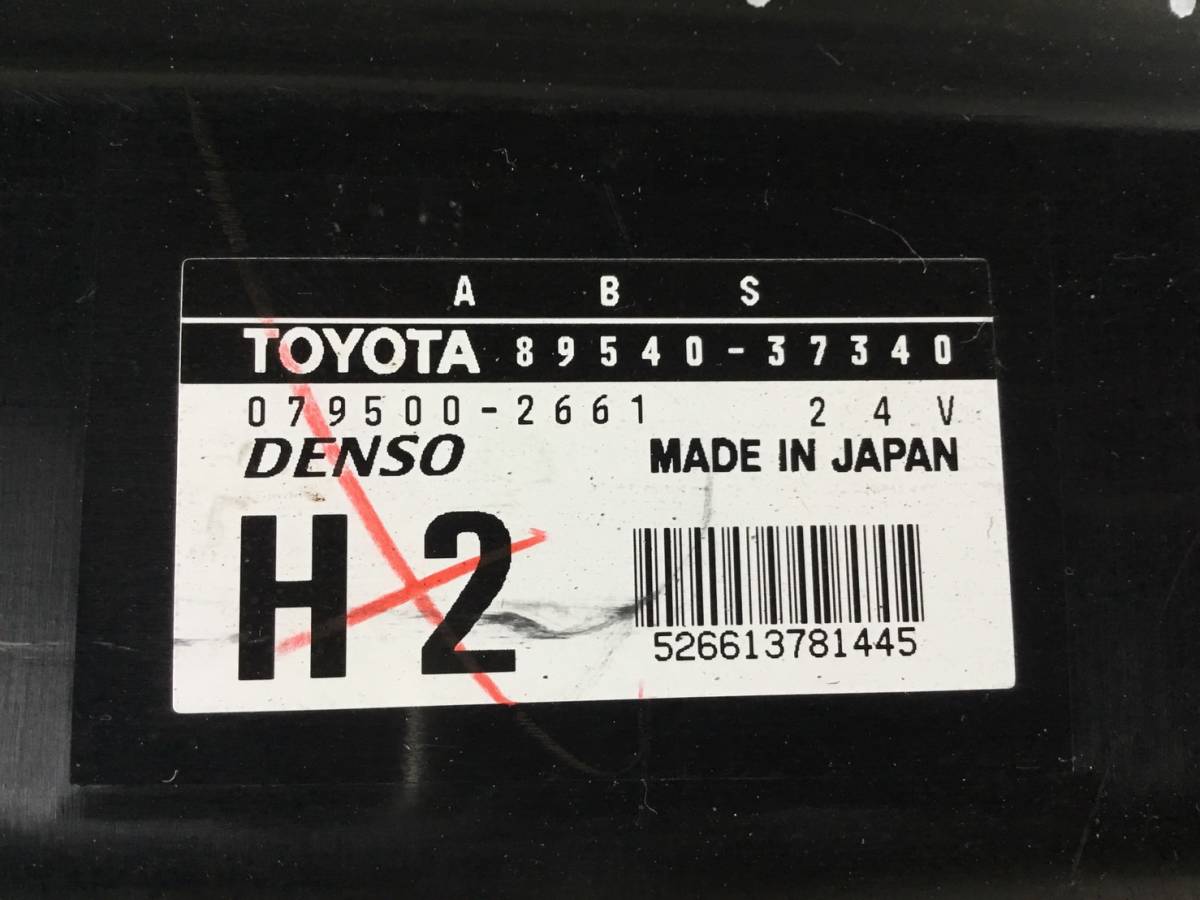 A B S
TOYOTA 89540-37340
079500-2661 24V
DENSO MADE IN JAPAN
H2
526613781445